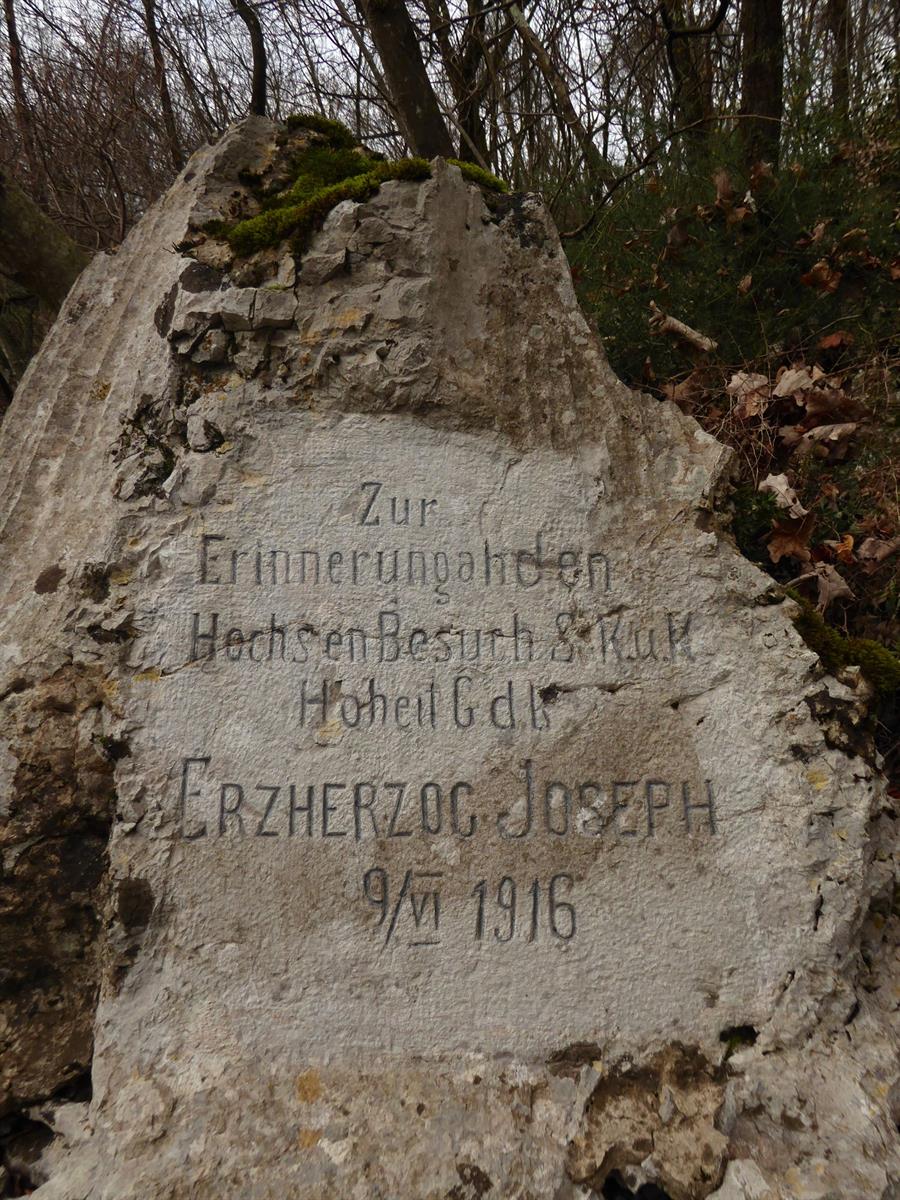 Zur
Erinnerung an den
Hochsten Besuch S. K. u. K
Hoheit G d k
ERZHERZOG JOSEPH
9/VI 1916